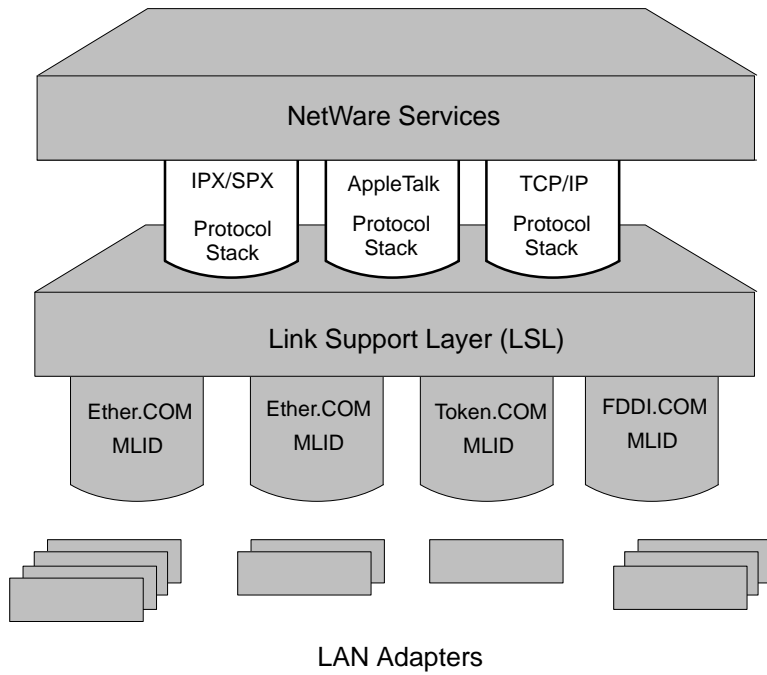 NetWare Services
IPX/SPX
Protocol
Stack
AppleTalk
Protocol
Stack
TCP/IP
Protocol
Stack
Link Support Layer (LSL)
Ether.COM
MLID
Ether.COM
MLID
Token.COM
MLID
FDDI.COM
MLID
LAN Adapters